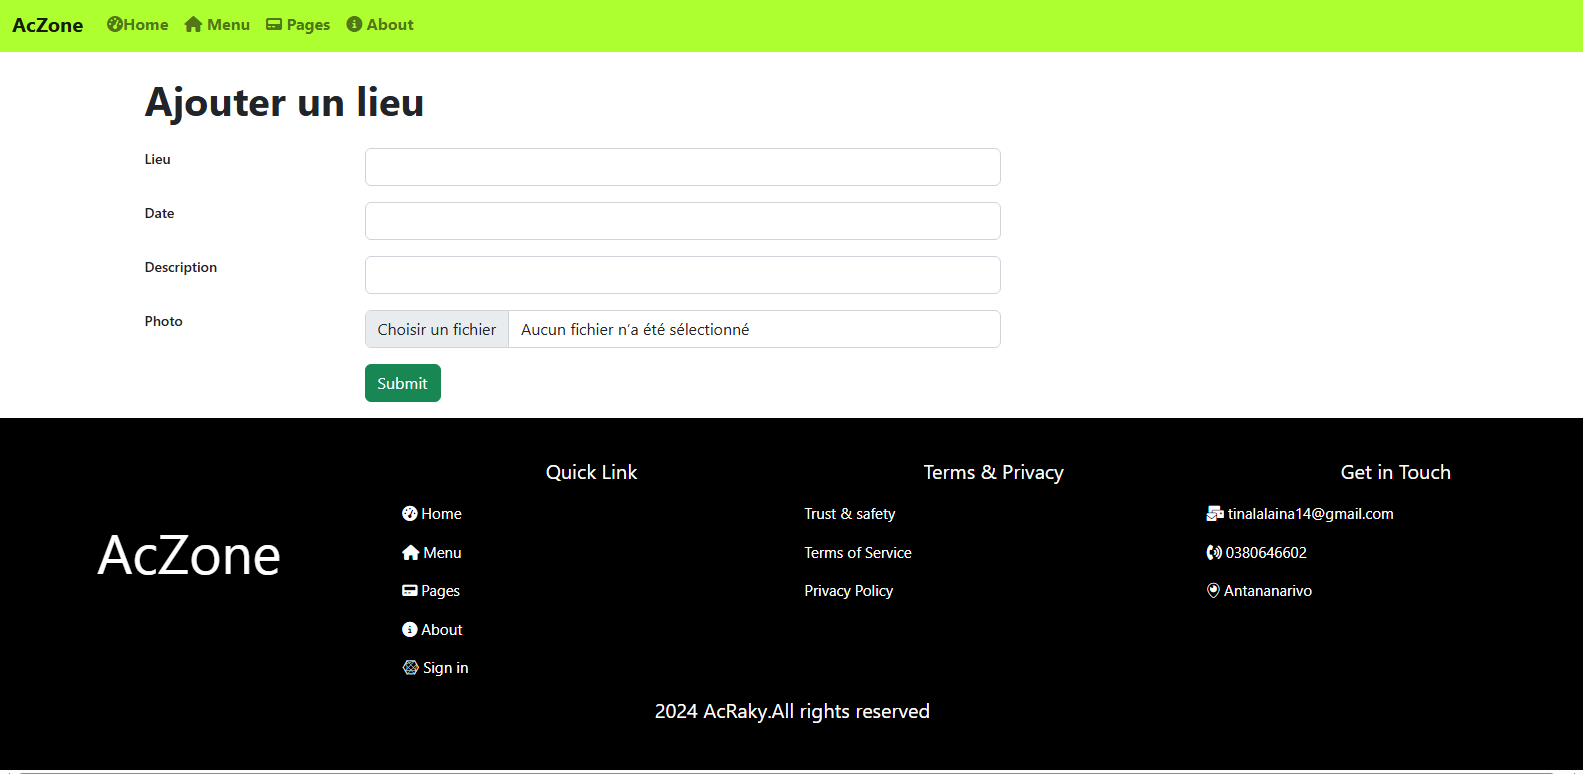 AcZone Home Menu Pages About
Ajouter un lieu
Lieu
Date
Description
Photo Choisir un fichier Aucun fichier n'a été sélectionné
Submit
AcZone
Quick Link
Home
Menu
Pages
About
Sign in
Terms & Privacy
Trust & safety
Terms of Service
Privacy Policy
Get in Touch
tinalalaina14@gmail.com
0380646602
Antananarivo
2024 AcRaky.All rights reserved